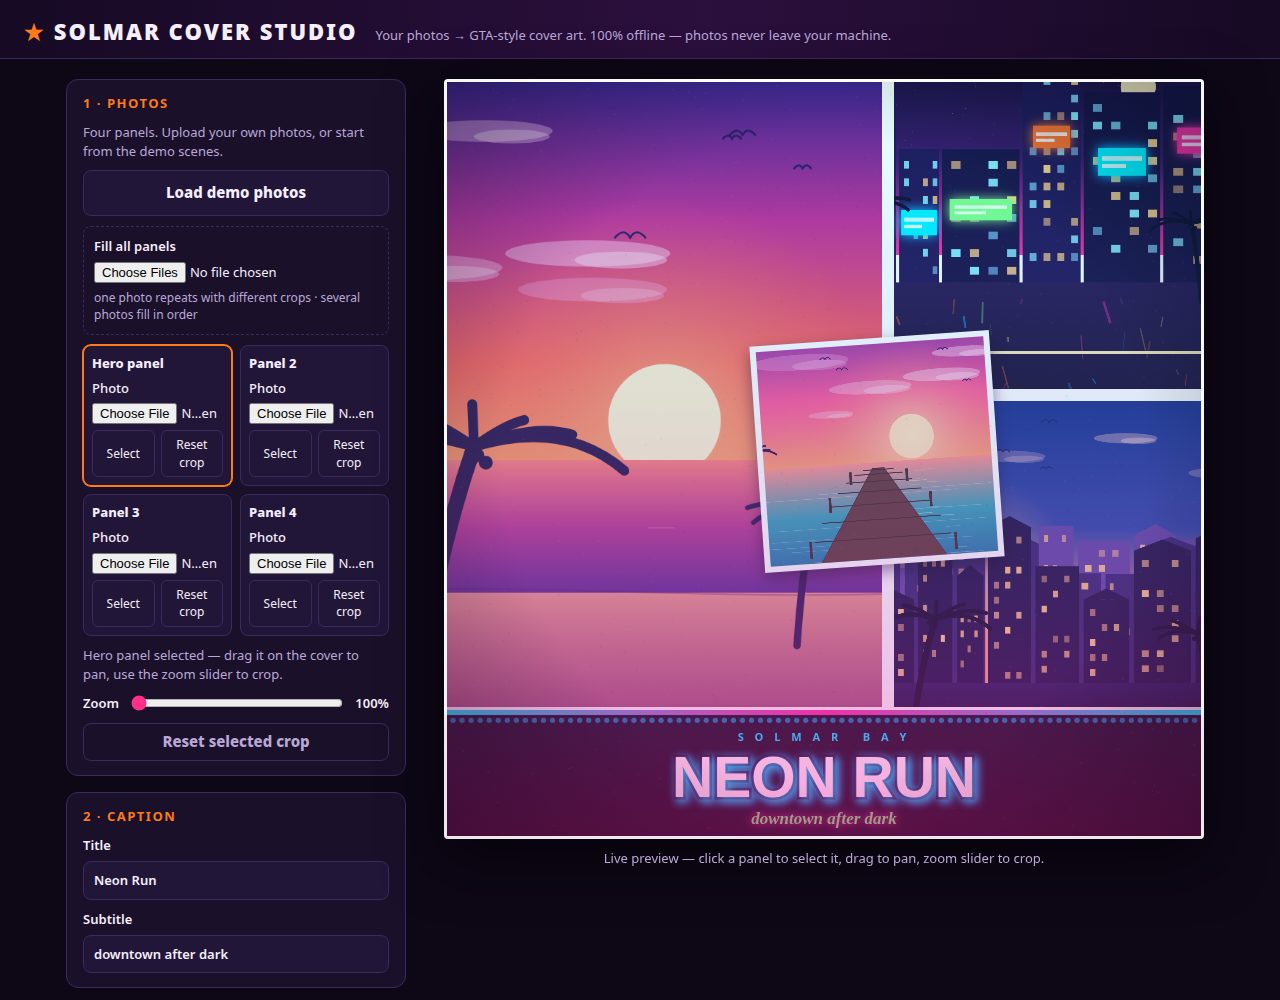 ★ SOLMAR COVER STUDIO
Your photos → GTA-style cover art. 100% offline — photos never leave your machine.
1 · PHOTOS
Four panels. Upload your own photos, or start
from the demo scenes.
Load demo photos
Fill all panels
Choose Files No file chosen
one photo repeats with different crops · several
photos fill in order
Hero panel
Photo
Choose File N...en
Select
Reset
crop
Panel 2
Photo
Choose File N...en
Select
Reset
crop
Panel 3
Photo
Choose File N...en
Select
Reset
crop
Panel 4
Photo
Choose File N...en
Select
Reset
crop
Hero panel selected — drag it on the cover to
pan, use the zoom slider to crop.
Zoom 100%
Reset selected crop
2 · CAPTION
Title
Neon Run
Subtitle
downtown after dark
SOLMAR BAY
NEON RUN
downtown after dark
Live preview — click a panel to select it, drag to pan, zoom slider to crop.